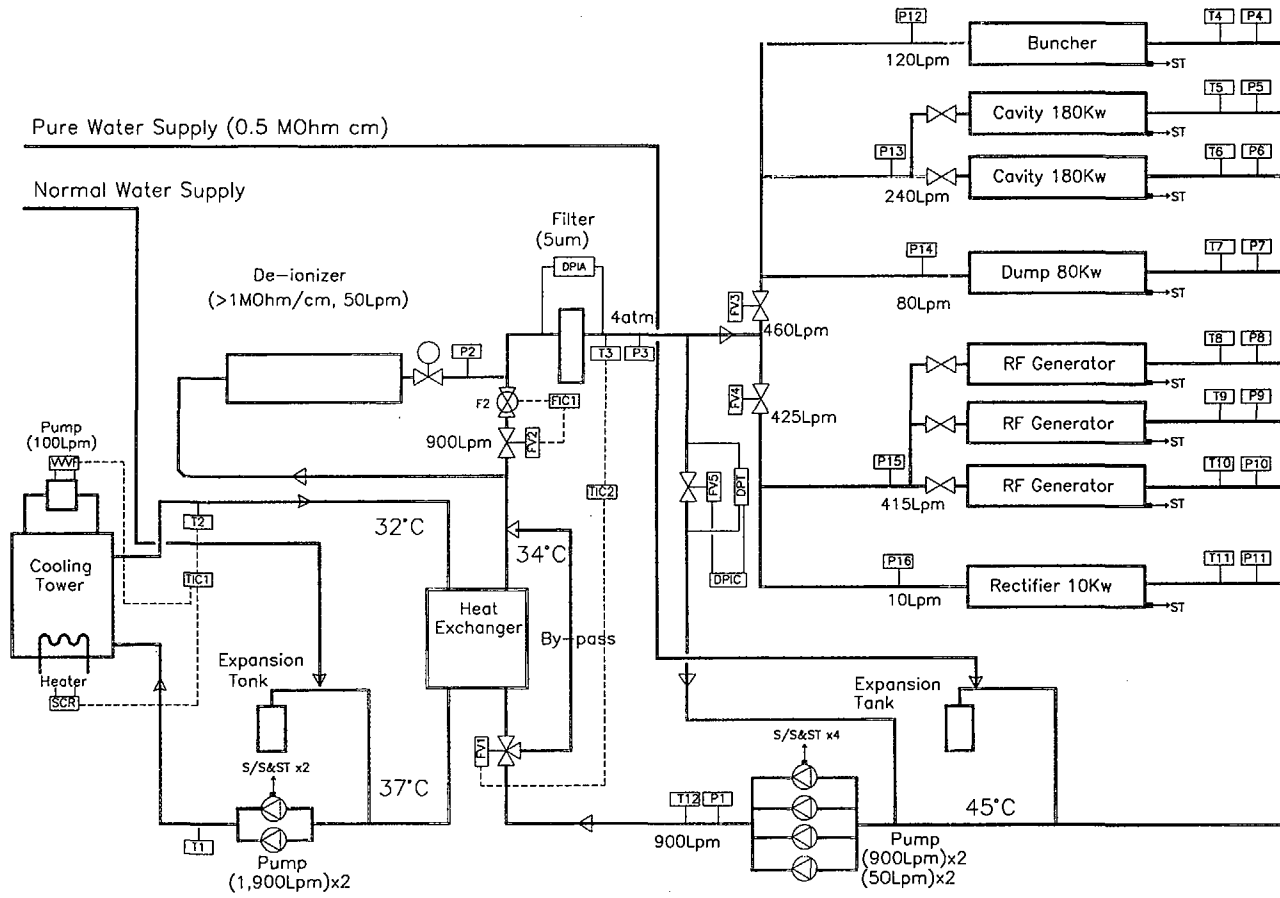 P12
T4 P4
Buncher
120Lpm
ST
T5 P5
Cavity 180Kw
ST
Pure Water Supply (0.5 MOhm cm)
P13
T6 P6
Cavity 180Kw
240Lpm
ST
Normal Water Supply
Filter
(5um)
DPIA
P14
T7 P7
Dump 80Kw
80Lpm
ST
De-ionizer
(>1MOhm/cm, 50Lpm)
FV3
4atm
460Lpm
T3 P3
P2
T8 P8
RF Generator
ST
F2
FIC1
FV4
425Lpm
T9 P9
RF Generator
ST
900Lpm
FV2
Pump
(100Lpm)
P15
T10 P10
RF Generator
415Lpm
ST
TIC2
FV5
DPT
T2
32°C
34°C
Cooling
Tower
TIC1
DPIC
P16
T11 P11
Rectifier 10Kw
10Lpm
ST
Heat
Exchanger
By-pass
Heater
SCR
Expansion
Tank
Expansion
Tank
FV1
S/S&ST x2
S/S&ST x4
37°C
45°C
T12 P1
900Lpm
T1
Pump
(1,900Lpm)x2
Pump
(900Lpm)x2
(50Lpm)x2